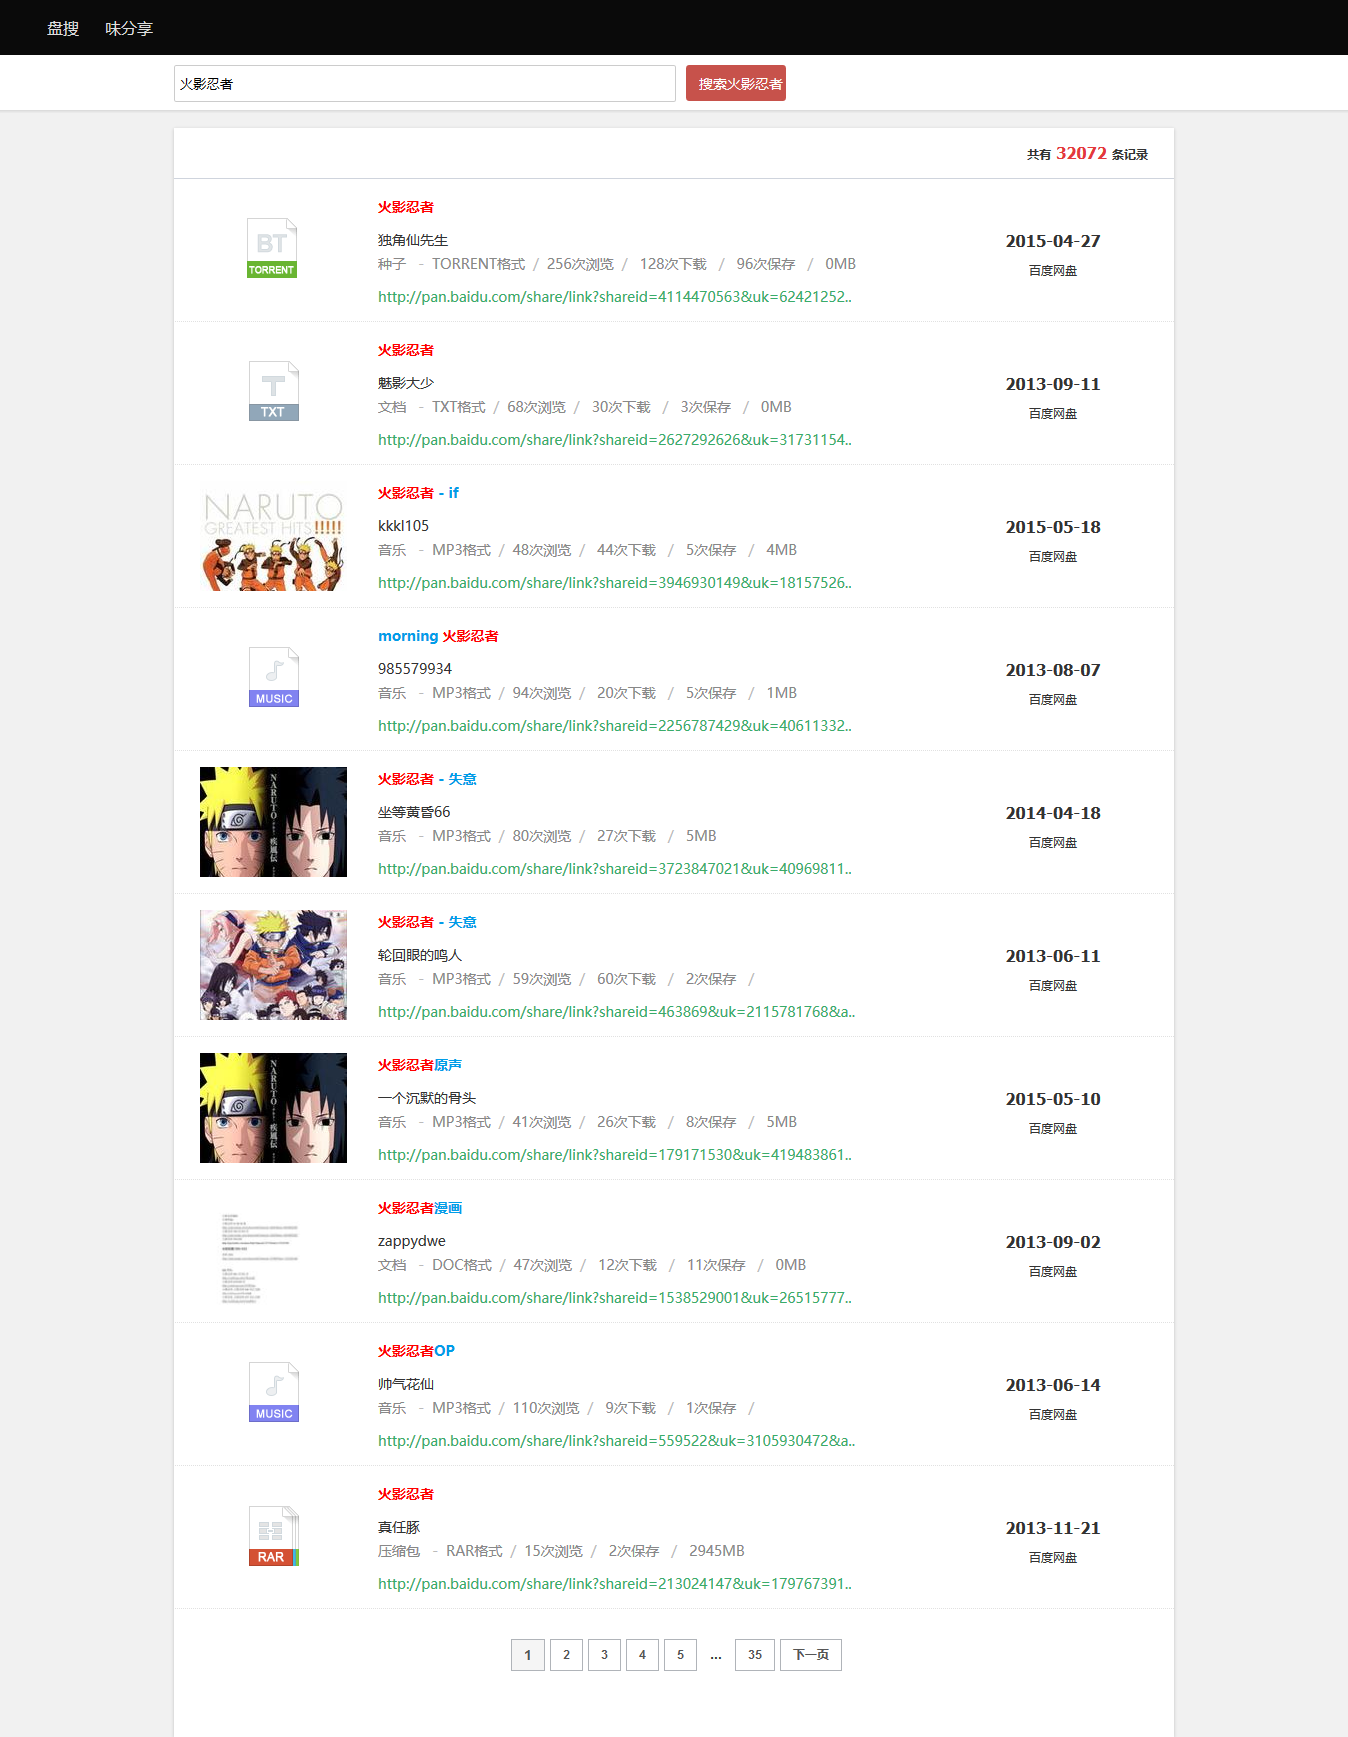 盘搜 味分享
火影忍者 搜索火影忍者
共有 32072 条记录
火影忍者
BT
TORRENT
独角仙先生
种子 - TORRENT格式 / 256次浏览 / 128次下载 / 96次保存 / 0MB
http://pan.baidu.com/share/link?shareid=4114470563&uk=62421252..
2015-04-27
百度网盘
火影忍者
T
TXT
魅影大少
文档 - TXT格式 / 68次浏览 / 30次下载 / 3次保存 / 0MB
http://pan.baidu.com/share/link?shareid=2627292626&uk=31731154..
2013-09-11
百度网盘
NARUTO
GREATEST HITS!!!!!
火影忍者 - if
kkkl105
音乐 - MP3格式 / 48次浏览 / 44次下载 / 5次保存 / 4MB
http://pan.baidu.com/share/link?shareid=3946930149&uk=18157526..
2015-05-18
百度网盘
morning 火影忍者
MUSIC
985579934
音乐 - MP3格式 / 94次浏览 / 20次下载 / 5次保存 / 1MB
http://pan.baidu.com/share/link?shareid=2256787429&uk=40611332..
2013-08-07
百度网盘
NARUTO
疾風伝
火影忍者 - 失意
坐等黄昏66
音乐 - MP3格式 / 80次浏览 / 27次下载 / 5MB
http://pan.baidu.com/share/link?shareid=3723847021&uk=40969811..
2014-04-18
百度网盘
火影忍者 - 失意
轮回眼的鸣人
音乐 - MP3格式 / 59次浏览 / 60次下载 / 2次保存 /
http://pan.baidu.com/share/link?shareid=463869&uk=2115781768&a..
2013-06-11
百度网盘
NARUTO
疾風伝
火影忍者原声
一个沉默的骨头
音乐 - MP3格式 / 41次浏览 / 26次下载 / 8次保存 / 5MB
http://pan.baidu.com/share/link?shareid=179171530&uk=419483861..
2015-05-10
百度网盘
火影忍者漫画
zappydwe
文档 - DOC格式 / 47次浏览 / 12次下载 / 11次保存 / 0MB
http://pan.baidu.com/share/link?shareid=1538529001&uk=26515777..
2013-09-02
百度网盘
火影忍者OP
MUSIC
帅气花仙
音乐 - MP3格式 / 110次浏览 / 9次下载 / 1次保存 /
http://pan.baidu.com/share/link?shareid=559522&uk=3105930472&a..
2013-06-14
百度网盘
火影忍者
RAR
真任豚
压缩包 - RAR格式 / 15次浏览 / 2次保存 / 2945MB
http://pan.baidu.com/share/link?shareid=213024147&uk=179767391..
2013-11-21
百度网盘
1 2 3 4 5 ... 35 下一页